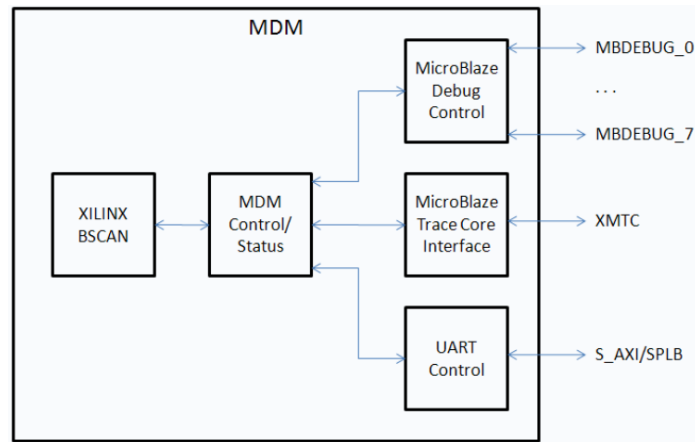 MDM
MicroBlaze
Debug
Control
MBDEBUG_0
...
MBDEBUG_7
XILINX
BSCAN
MDM
Control/
Status
MicroBlaze
Trace Core
Interface
XMTC
UART
Control
S_AXI/SPLB